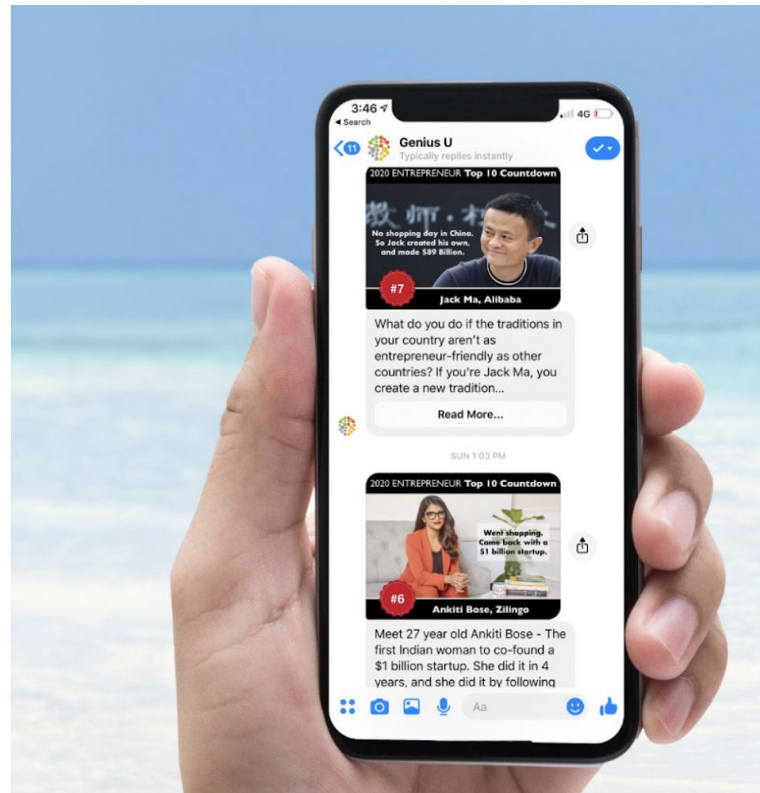 3:46
4G
Search
11
Genius U
Typically replies instantly
2020 ENTREPRENEUR Top 10 Countdown
教师·
No shopping day in China.
So Jack created his own,
and made $89 Billion.
#7
Jack Ma, Alibaba
What do you do if the traditions in
your country aren't as
entrepreneur-friendly as other
countries? If you're Jack Ma, you
create a new tradition...
Read More...
SUN 1:03 PM
2020 ENTREPRENEUR Top 10 Countdown
Went shopping.
Came back with a
$1 billion startup.
#6
Ankiti Bose, Zilingo
Meet 27 year old Ankiti Bose - The
first Indian woman to co-found a
$1 billion startup. She did it in 4
years, and she did it by following
Aa